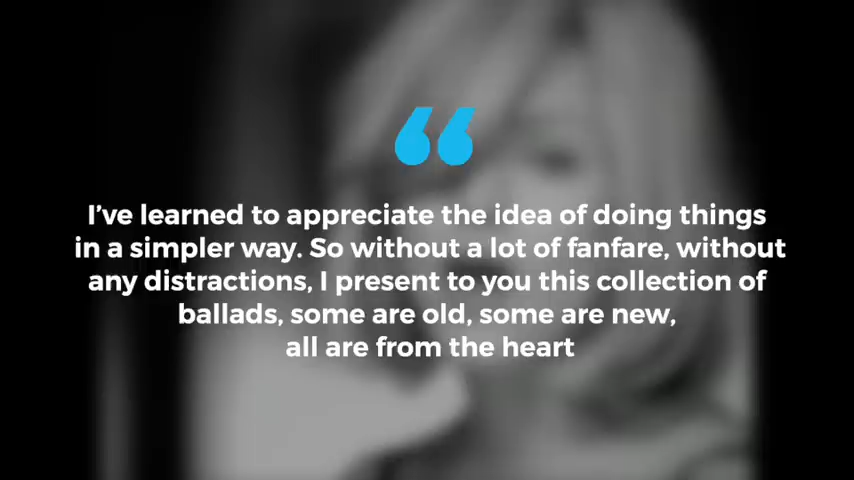 I’ve learned to appreciate the idea of doing things
in a simpler way. So without a lot of fanfare, without
any distractions, I present to you this collection of
ballads, some are old, some are new,
all are from the heart